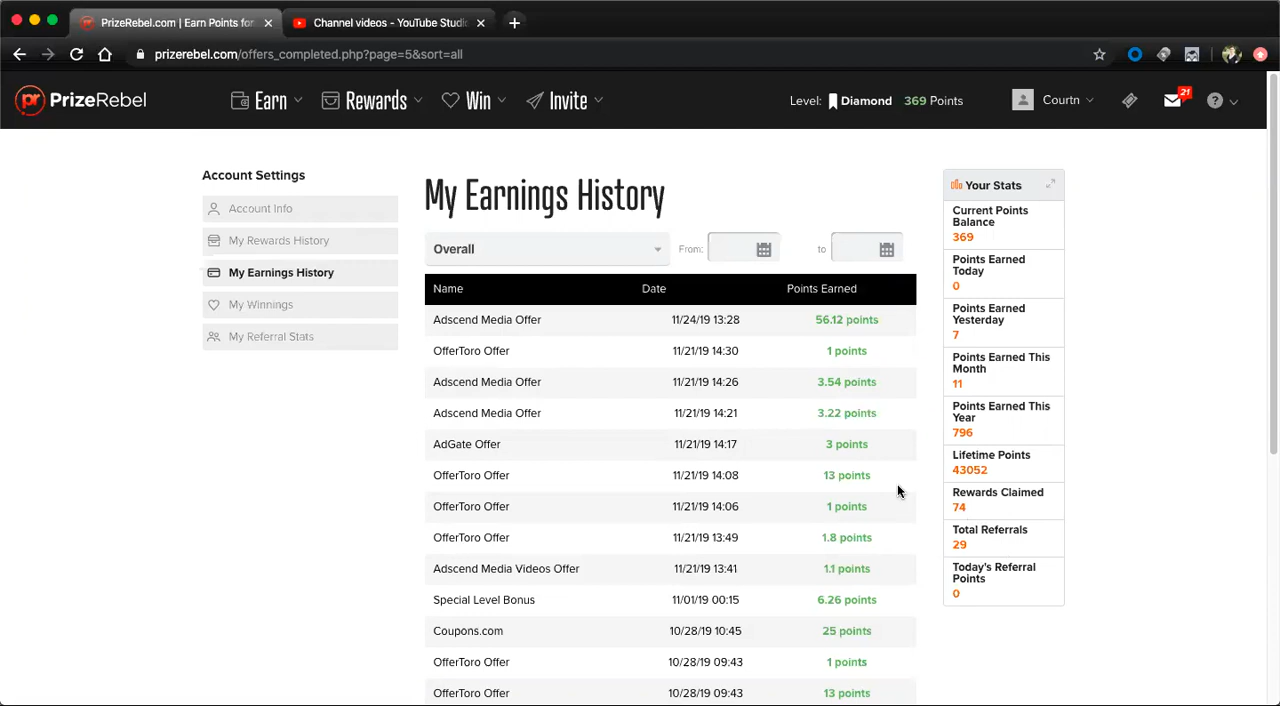 PrizeRebel.com | Earn Points for
Channel videos - YouTube Studio
prizerebel.com/offers_completed.php?page=5&sort=all
pr PrizeRebel
Earn
Rewards
Win
Invite
Level: Diamond 369 Points
Courtn
21
?
Account Settings
Account Info
My Rewards History
My Earnings History
My Winnings
My Referral Stats
My Earnings History
Overall
From:
to
Name Date Points Earned
Adscend Media Offer 11/24/19 13:28 56.12 points
OfferToro Offer 11/21/19 14:30 1 points
Adscend Media Offer 11/21/19 14:26 3.54 points
Adscend Media Offer 11/21/19 14:21 3.22 points
AdGate Offer 11/21/19 14:17 3 points
OfferToro Offer 11/21/19 14:08 13 points
OfferToro Offer 11/21/19 14:06 1 points
OfferToro Offer 11/21/19 13:49 1.8 points
Adscend Media Videos Offer 11/21/19 13:41 1.1 points
Special Level Bonus 11/01/19 00:15 6.26 points
Coupons.com 10/28/19 10:45 25 points
OfferToro Offer 10/28/19 09:43 1 points
OfferToro Offer 10/28/19 09:43 13 points
Your Stats
Current Points
Balance
369
Points Earned
Today
0
Points Earned
Yesterday
7
Points Earned This
Month
11
Points Earned This
Year
796
Lifetime Points
43052
Rewards Claimed
74
Total Referrals
29
Today's Referral
Points
0